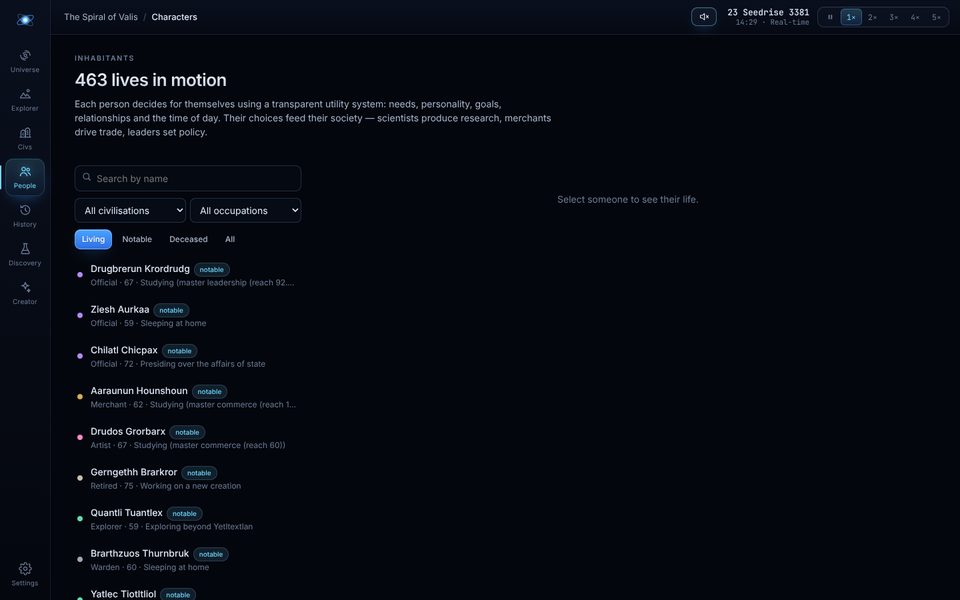 The Spiral of Valis / Characters
23 Seedrise 3381
14:29 · Real-time
1× 2× 3× 4× 5×
Universe
Explorer
Civs
People
History
Discovery
Creator
Settings
INHABITANTS
463 lives in motion
Each person decides for themselves using a transparent utility system: needs, personality, goals,
relationships and the time of day. Their choices feed their society — scientists produce research, merchants
drive trade, leaders set policy.
Search by name
All civilisations All occupations
Living Notable Deceased All
Drugbrerun Krordrudg notable
Official · 67 · Studying (master leadership (reach 92....
Ziesh Aurkaa notable
Official · 59 · Sleeping at home
Chilatl Chicpax notable
Official · 72 · Presiding over the affairs of state
Aaraunun Hounshoun notable
Merchant · 62 · Studying (master commerce (reach 1...
Drudos Grorbarx notable
Artist · 67 · Studying (master commerce (reach 60))
Gerngethh Brarkror notable
Retired · 75 · Working on a new creation
Quantli Tuantlex notable
Explorer · 59 · Exploring beyond Yetltextlan
Brarthzuos Thurnbruk notable
Warden · 60 · Sleeping at home
Yatlec Tiotltliol notable
Select someone to see their life.